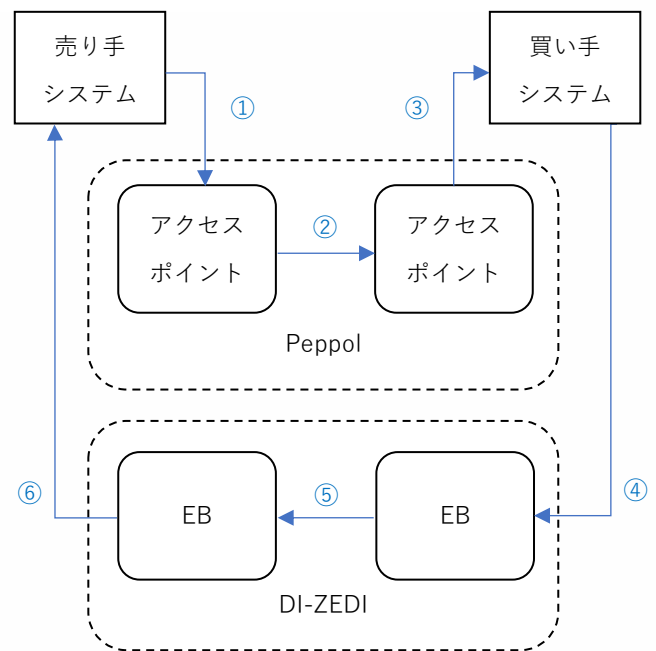 売り手
システム
買い手
システム
①
③
アクセス
ポイント
②
アクセス
ポイント
Peppol
⑥
EB
⑤
EB
④
DI-ZEDI